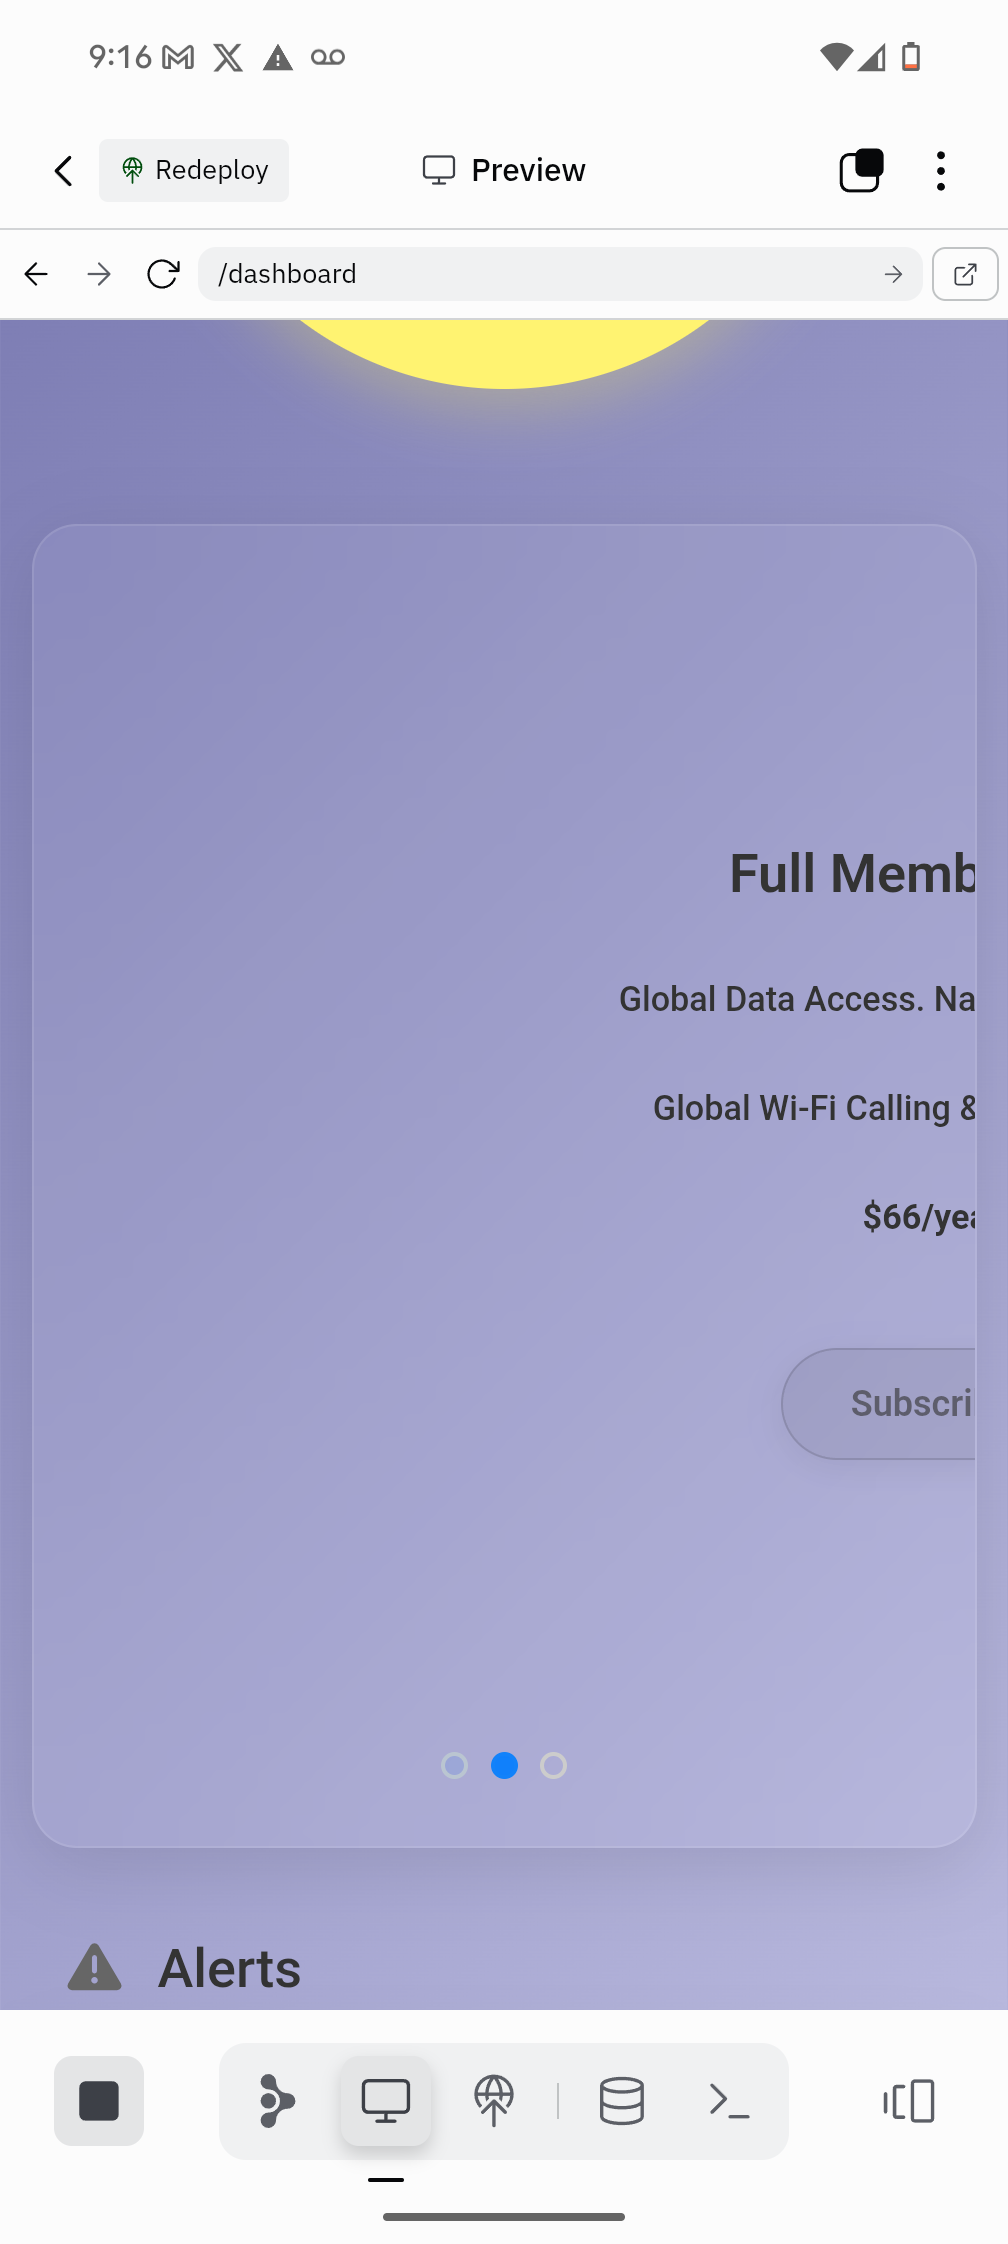 9:16
Redeploy
Preview
/dashboard
Full Memb
Global Data Access. Na
Global Wi-Fi Calling &
$66/yea
Subscri
Alerts